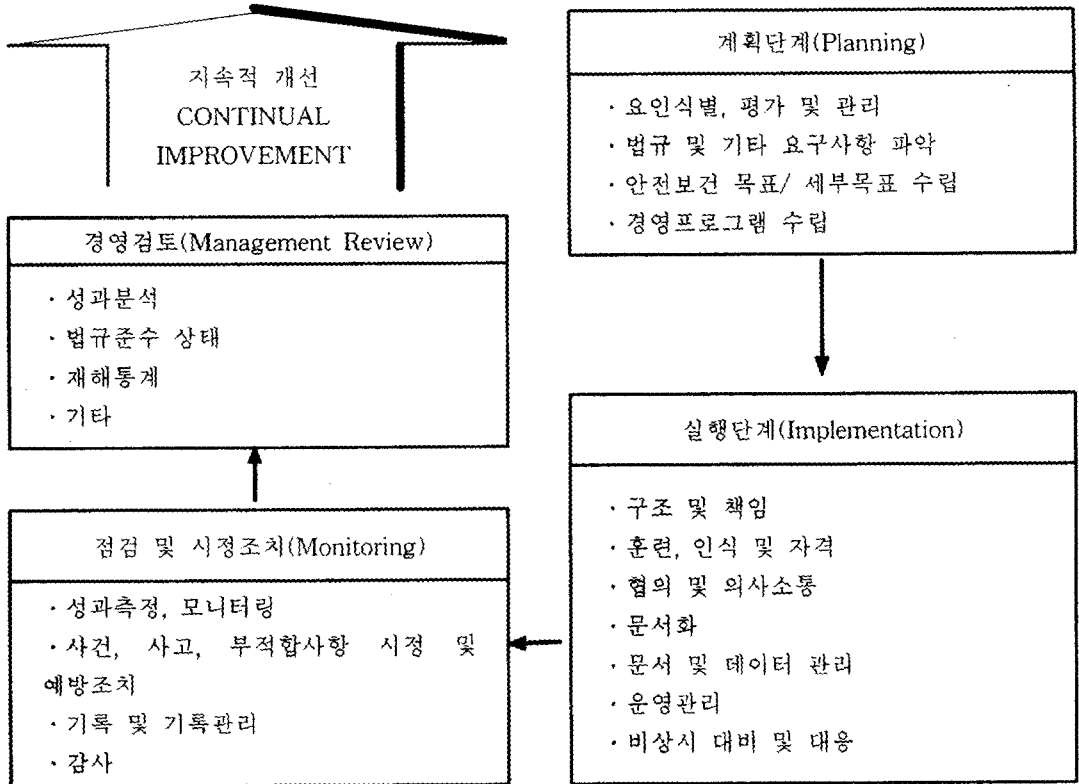 지속적 개선
CONTINUAL
IMPROVEMENT
계획단계(Planning)
· 요인식별, 평가 및 관리
· 법규 및 기타 요구사항 파악
· 안전보건 목표/ 세부목표 수립
· 경영프로그램 수립
실행단계(Implementation)
· 구조 및 책임
· 훈련, 인식 및 자격
· 협의 및 의사소통
· 문서화
· 문서 및 데이터 관리
· 운영관리
· 비상시 대비 및 대응
점검 및 시정조치(Monitoring)
· 성과측정, 모니터링
· 사건, 사고, 부적합사항 시정 및
예방조치
· 기록 및 기록관리
· 감사
경영검토(Management Review)
· 성과분석
· 법규준수 상태
· 재해통계
· 기타